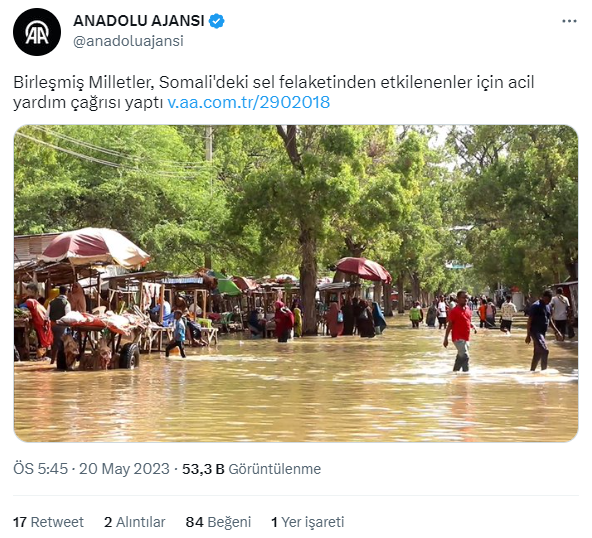 ANADOLU AJANSI
@anadoluajansi
Birleşmiş Milletler, Somali'deki sel felaketinden etkilenenler için acil
yardım çağrısı yaptı v.aa.com.tr/2902018
ÖS 5:45 · 20 May 2023 · 53,3 B Görüntülenme
17 Retweet 2 Alıntılar 84 Beğeni 1 Yer işareti